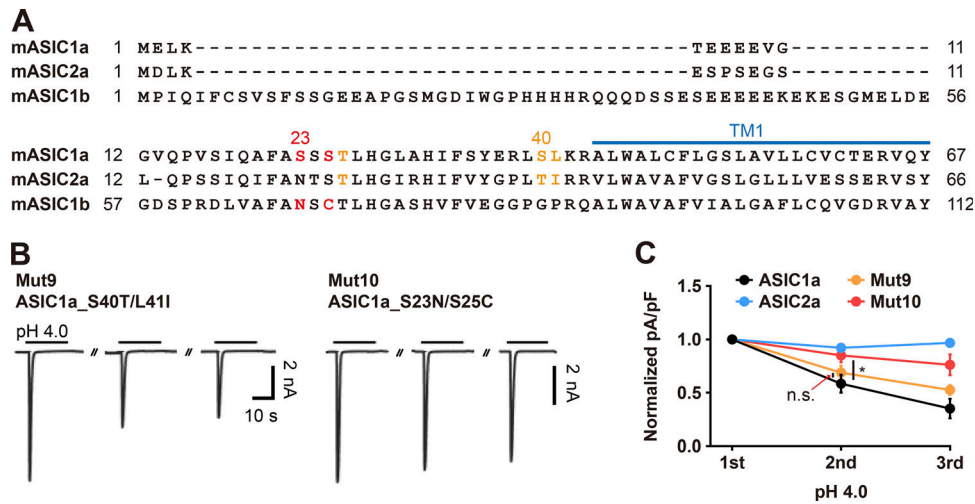 A
mASIC1a 1 MELK-----------------------------------TEEEEVG---------- 11
mASIC2a 1 MDLK-----------------------------------ESPSEGS---------- 11
mASIC1b 1 MPIQIFCSVSFSSGEEAPGSMGDIWGPHHHHRQQQDSSESEEEEEKEKESGMELDE 56
23 40 TM1
mASIC1a 12 GVQPVSIQAFASSSTLHGLAHIFSYERLSLKRALWALCFLGSLAVLLCVCTERVQY 67
mASIC2a 12 L-QPSSIQAFANTSTLHGIRHIFVYGPLTIRRVLWAVAFVGSLGLLLVESSERVSY 66
mASIC1b 57 GDSPRDLVAFANSCTLHGASHVFVEGGPGPRQALWAVAFVIALGAFLCQVGDRVAY 112
B
Mut9
ASIC1a_S40T/L41I
pH 4.0
//
//
2 nA
10 s
Mut10
ASIC1a_S23N/S25C
//
//
2 nA
C
ASIC1a Mut9
ASIC2a Mut10
Normalized pA/pF
1.5
1.0
0.5
0.0
n.s.
*
1st 2nd 3rd
pH 4.0